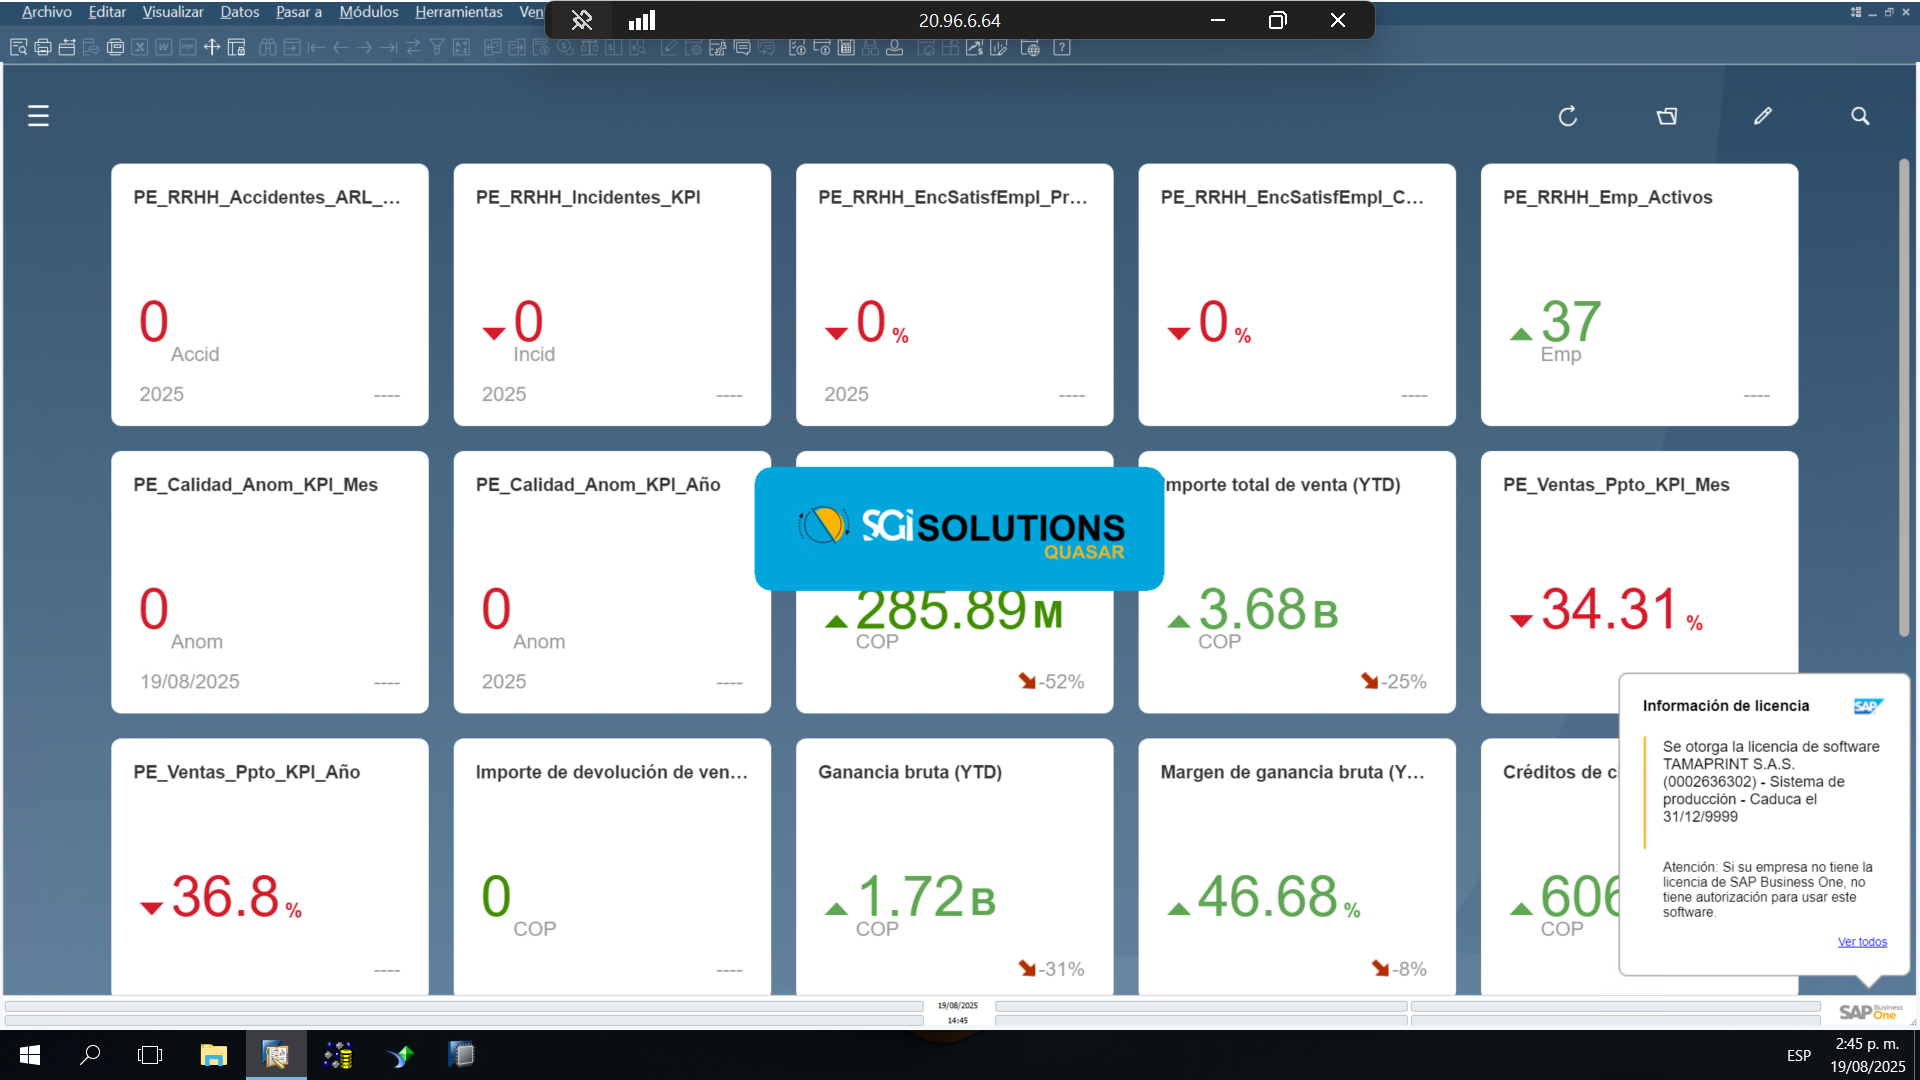 Archivo Editar Visualizar Datos Pasar a Módulos Herramientas Ven
20.96.6.64
PE_RRHH_Accidentes_ARL_...
0
Accid
2025 ----
PE_RRHH_Incidentes_KPI
0
Incid
2025 ----
PE_RRHH_EncSatisfEmpl_Pr...
0 %
2025 ----
PE_RRHH_EncSatisfEmpl_C...
0 %
----
PE_RRHH_Emp_Activos
37
Emp
----
PE_Calidad_Anom_KPI_Mes
0
Anom
19/08/2025 ----
PE_Calidad_Anom_KPI_Año
0
Anom
2025 ----
SGi SOLUTIONS
QUASAR
285.89 M
COP
-52%
Importe total de venta (YTD)
3.68 B
COP
-25%
PE_Ventas_Ppto_KPI_Mes
34.31 %
PE_Ventas_Ppto_KPI_Año
36.8 %
----
Importe de devolución de ven...
0
COP
----
Ganancia bruta (YTD)
1.72 B
COP
-31%
Margen de ganancia bruta (Y...
46.68 %
-8%
Créditos de c
606
COP
Información de licencia
SAP
Se otorga la licencia de software
TAMAPRINT S.A.S.
(0002636302) - Sistema de
producción - Caduca el
31/12/9999
Atención: Si su empresa no tiene la
licencia de SAP Business One, no
tiene autorización para usar este
software.
Ver todos
19/08/2025
14:45
SAP Business One
ESP
2:45 p. m.
19/08/2025